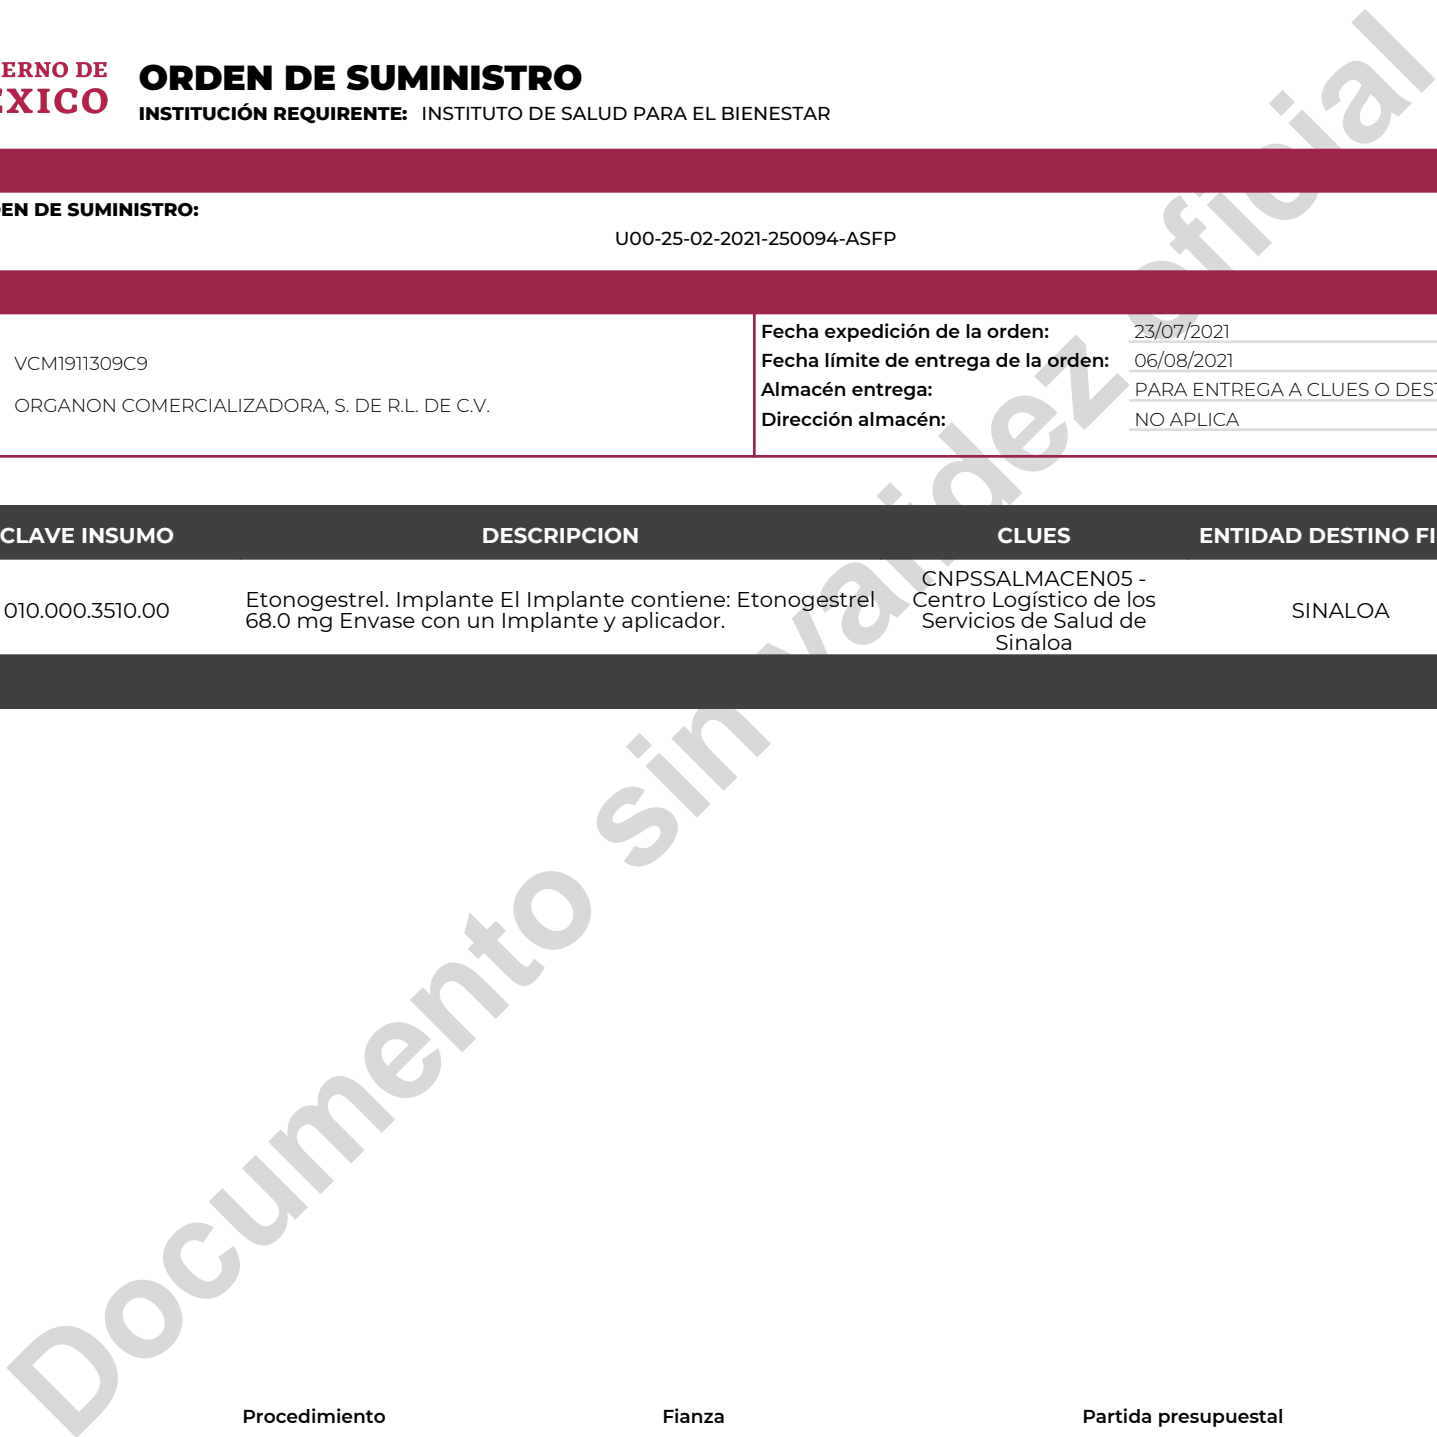 ERNO DE
ORDEN DE SUMINISTRO
ÉXICO
INSTITUCIÓN REQUIRENTE: INSTITUTO DE SALUD PARA EL BIENESTAR
EN DE SUMINISTRO:
U00-25-02-2021-250094-ASFP
VCM1911309C9
ORGANON COMERCIALIZADORA, S. DE R.L. DE C.V.
Fecha expedición de la orden: 23/07/2021
Fecha límite de entrega de la orden: 06/08/2021
Almacén entrega: PARA ENTREGA A CLUES O DEST
Dirección almacén: NO APLICA
CLAVE INSUMO DESCRIPCION CLUES ENTIDAD DESTINO FI
010.000.3510.00
Etonogestrel. Implante El Implante contiene: Etonogestrel
68.0 mg Envase con un Implante y aplicador.
CNPSSALMACEN05 -
Centro Logístico de los
Servicios de Salud de
Sinaloa
SINALOA
Documento sin validez oficial
Procedimiento Fianza Partida presupuestal